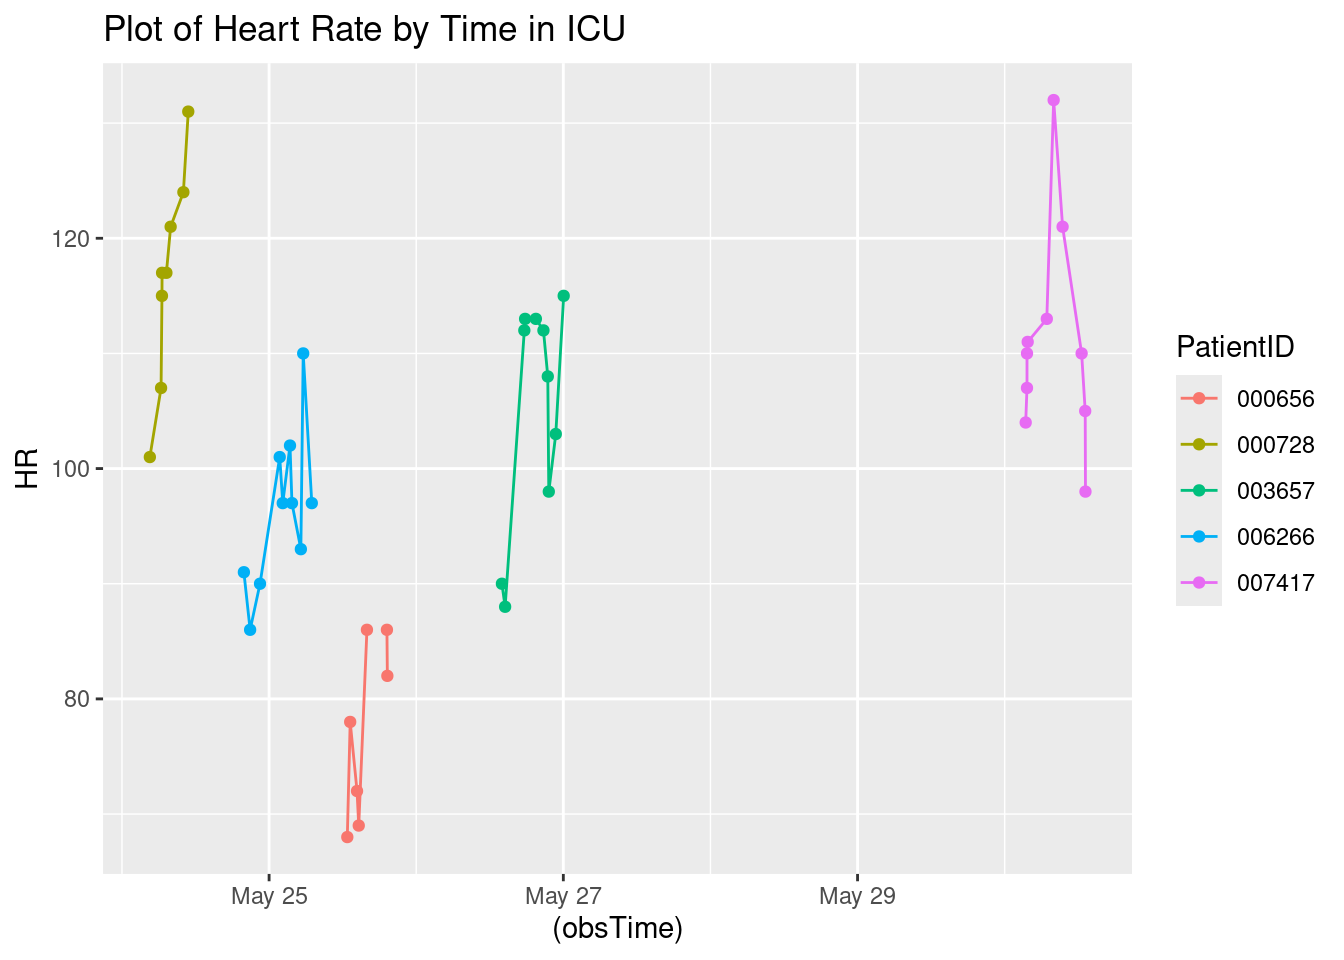 Plot of Heart Rate by Time in ICU
HR
120
100
80
May 25
May 27
May 29
(obsTime)
PatientID
000656
000728
003657
006266
007417